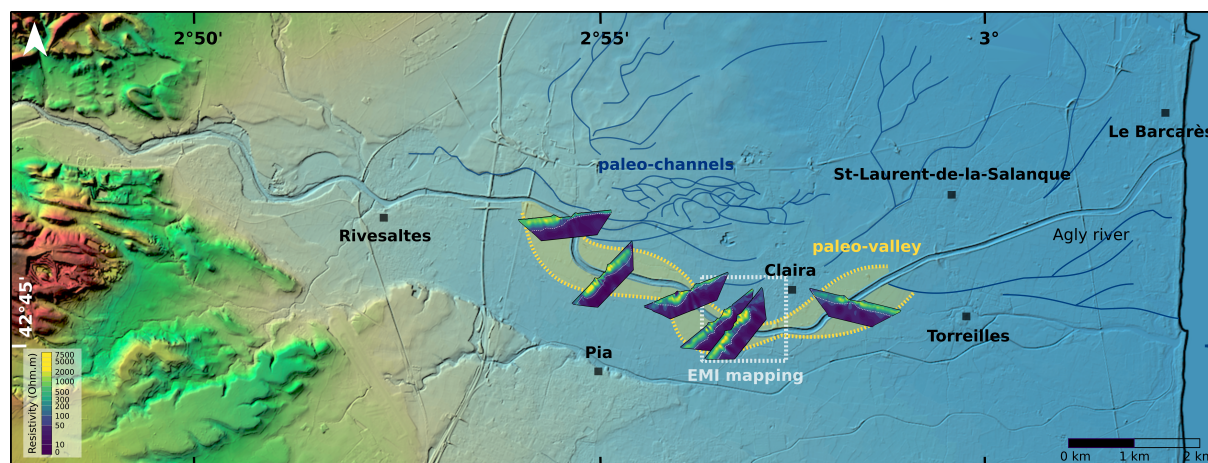 2°50'
2°55'
3°
Le Barcarès
paleo-channels
St-Laurent-de-la-Salanque
Rivesaltes
Agly river
paleo-valley
Claira
42°45'
Torreilles
Pia
EMI mapping
Resistivity (Ohm.m)
7500
5000
2000
1000
500
300
200
100
50
10
0
0 km
1 km
2 km